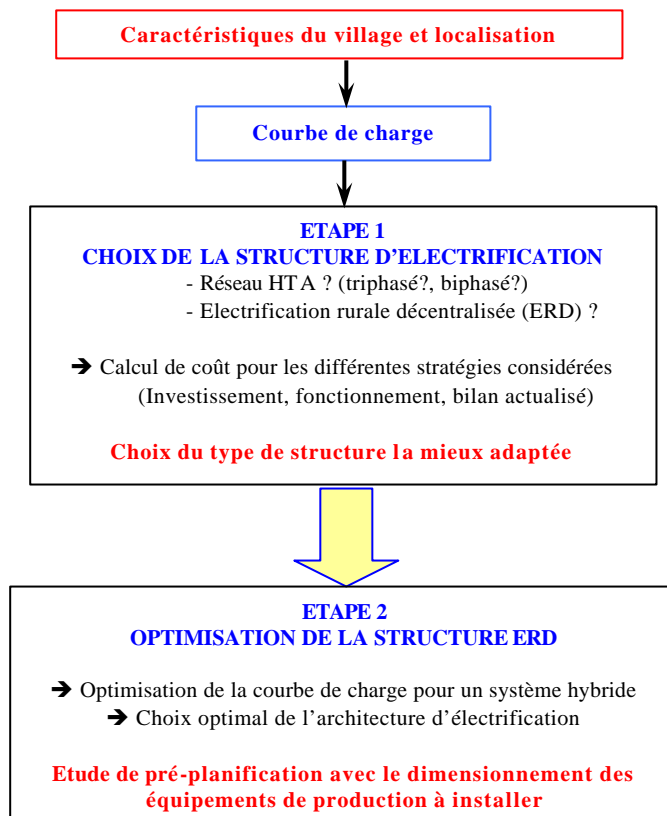 Caractéristiques du village et localisation
Courbe de charge
ETAPE 1
CHOIX DE LA STRUCTURE D’ELECTRIFICATION
- Réseau HTA ? (triphasé?, biphasé?)
- Electrification rurale décentralisée (ERD) ?
➔ Calcul de coût pour les différentes stratégies considérées
(Investissement, fonctionnement, bilan actualisé)
Choix du type de structure la mieux adaptée
ETAPE 2
OPTIMISATION DE LA STRUCTURE ERD
➔ Optimisation de la courbe de charge pour un système hybride
➔ Choix optimal de l’architecture d’électrification
Etude de pré-planification avec le dimensionnement des
équipements de production à installer